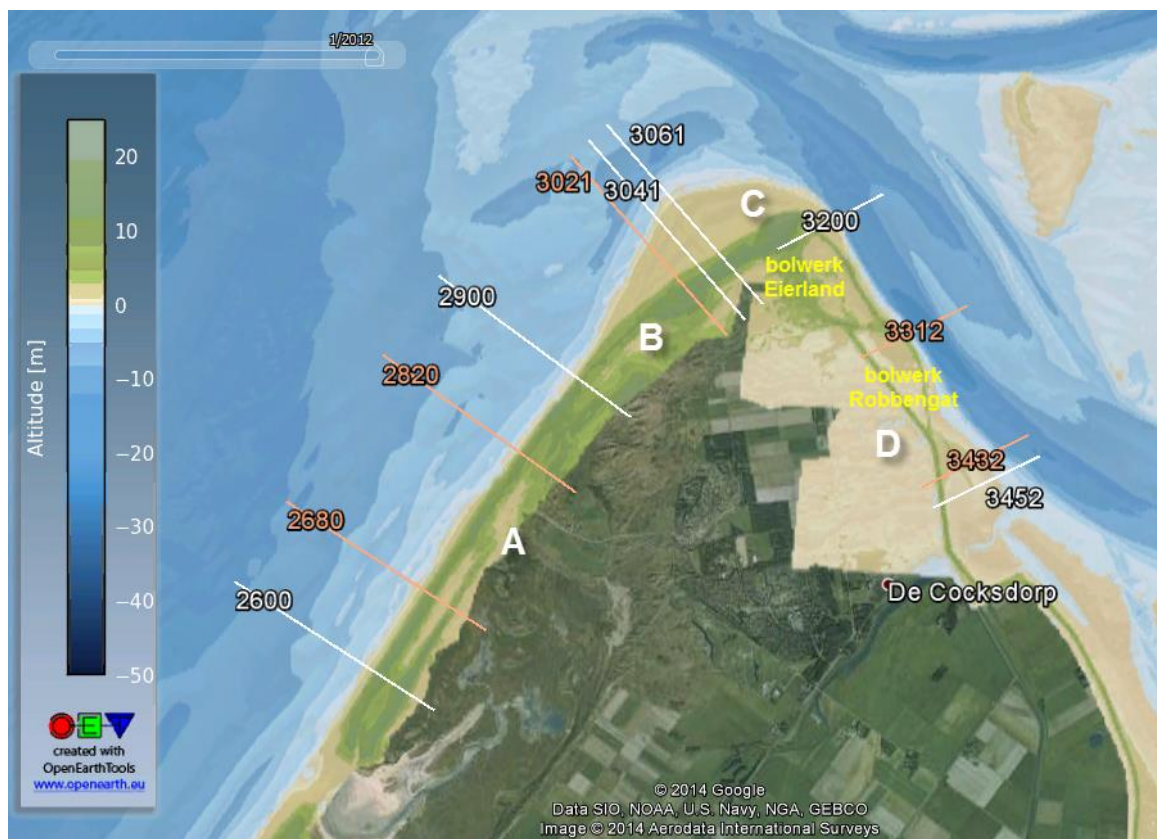 1/2012
20
10
0
−10
−20
−30
−40
−50
Altitude [m]
created with
OpenEarthTools
www.openearth.eu
3061
3041
3021
C
3200
bolwerk
Eierland
2900
B
3312
2820
bolwerk
Robbengat
D
3432
3452
2680
A
2600
De Cocksdorp
© 2014 Google
Data SIO, NOAA, U.S. Navy, NGA, GEBCO
Image © 2014 Aerodata International Surveys